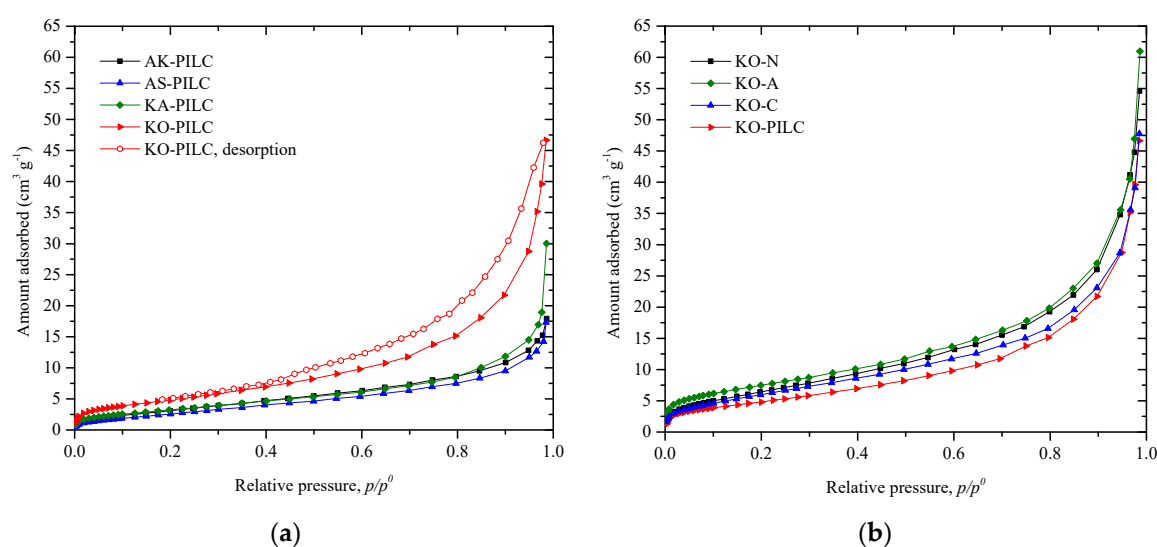 65
60
55
50
45
40
35
30
25
20
15
10
5
0
Amount adsorbed (cm³ g⁻¹)
AK-PILC
AS-PILC
KA-PILC
KO-PILC
KO-PILC, desorption
0.0 0.2 0.4 0.6 0.8 1.0
Relative pressure, p/p⁰
(a)
65
60
55
50
45
40
35
30
25
20
15
10
5
0
Amount adsorbed (cm³ g⁻¹)
KO-N
KO-A
KO-C
KO-PILC
0.0 0.2 0.4 0.6 0.8 1.0
Relative pressure, p/p⁰
(b)